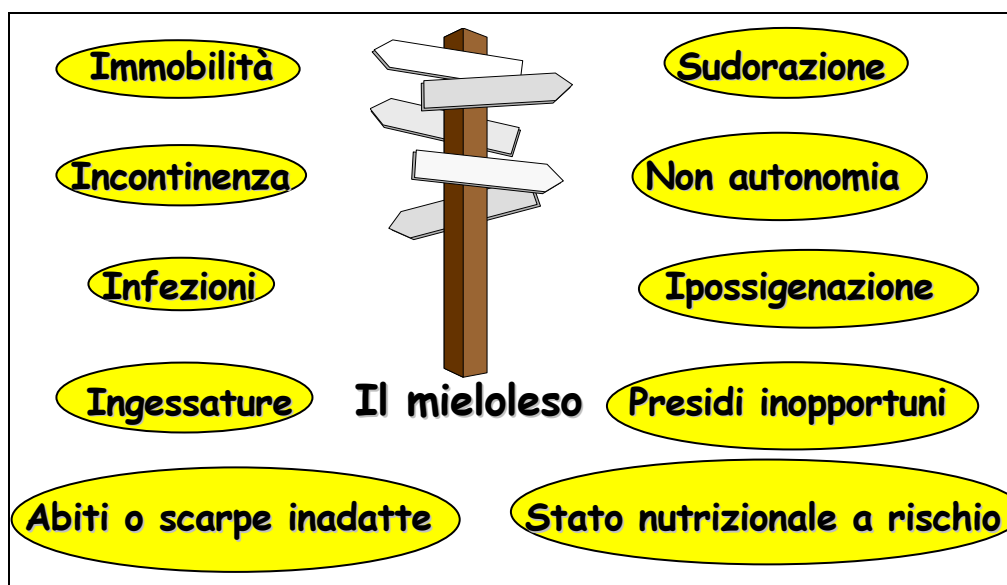 Immobilità
Sudorazione
Incontinenza
Non autonomia
Infezioni
Ipossigenazione
Ingessature
Il mieloleso
Presidi inopportuni
Abiti o scarpe inadatte
Stato nutrizionale a rischio